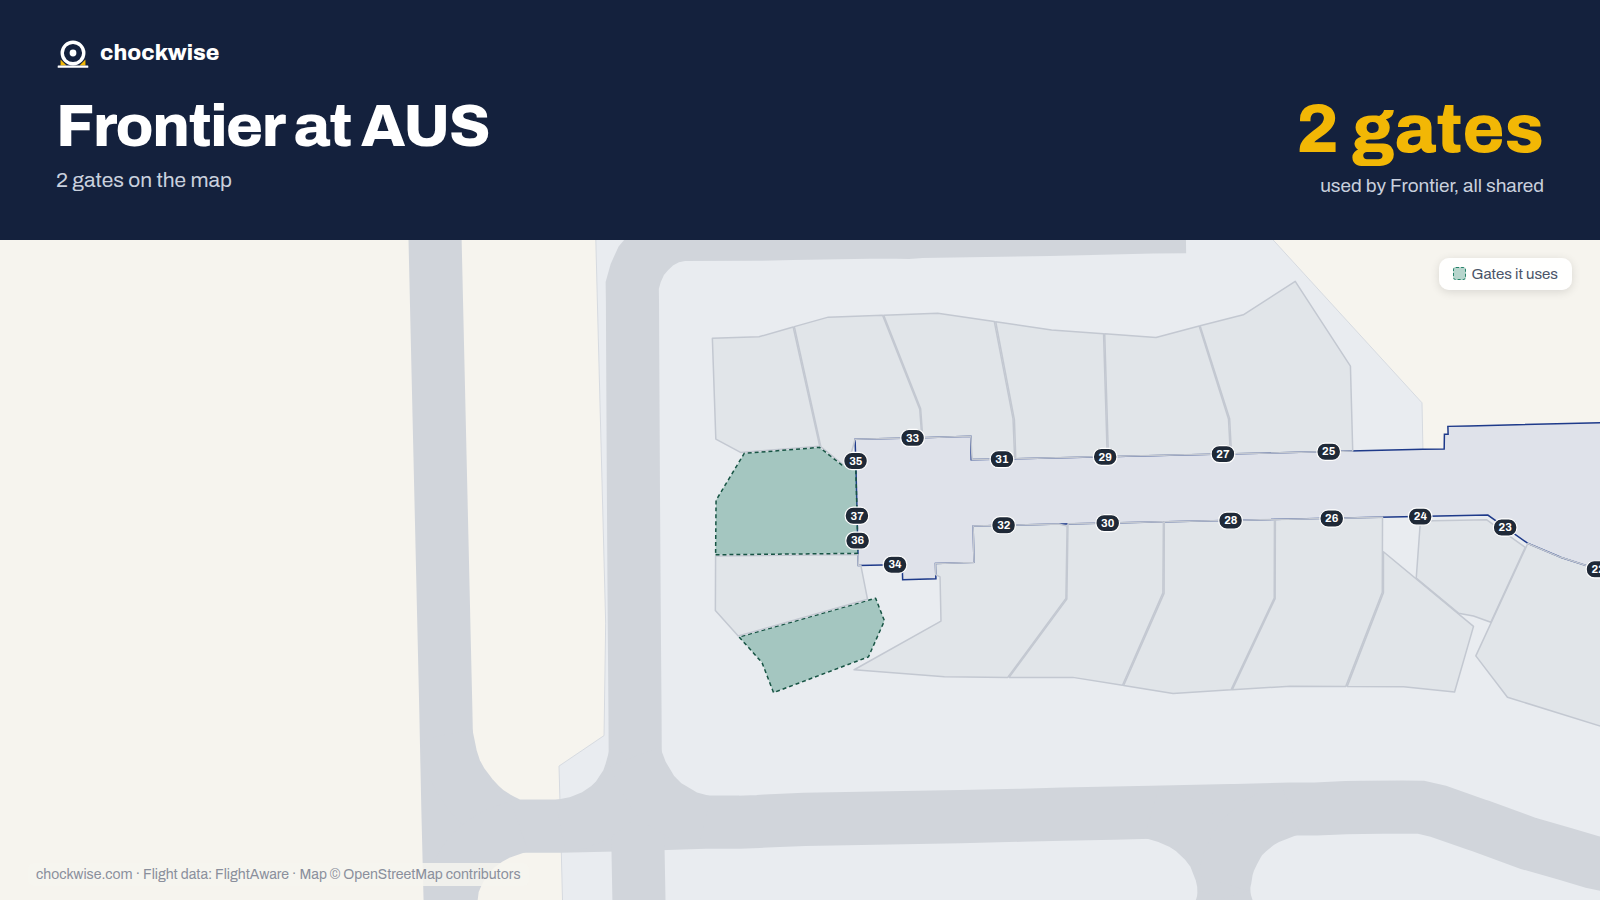 chockwise
Frontier at AUS
2 gates on the map
2 gates
used by Frontier, all shared
Gates it uses
33
35
31
29
27
25
37
36
34
32
30
28
26
24
23
chockwise.com · Flight data: FlightAware · Map © OpenStreetMap contributors